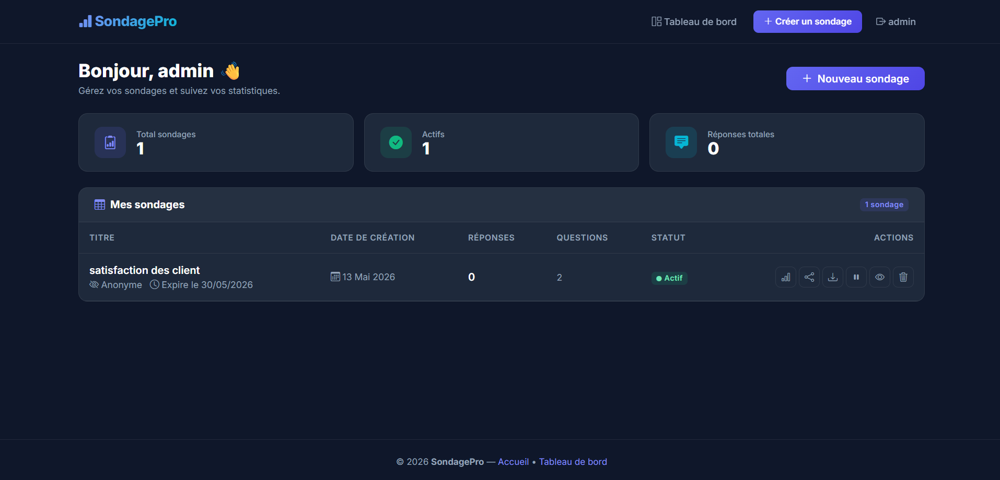 SondagePro
Tableau de bord
+ Créer un sondage
admin
Bonjour, admin 👋
Gérez vos sondages et suivez vos statistiques.
+ Nouveau sondage
Total sondages
1
Actifs
1
Réponses totales
0
Mes sondages
1 sondage
TITRE DATE DE CRÉATION RÉPONSES QUESTIONS STATUT ACTIONS
satisfaction des client
Anonyme Expire le 30/05/2026
13 Mai 2026
0
2
Actif
© 2026 SondagePro — Accueil • Tableau de bord